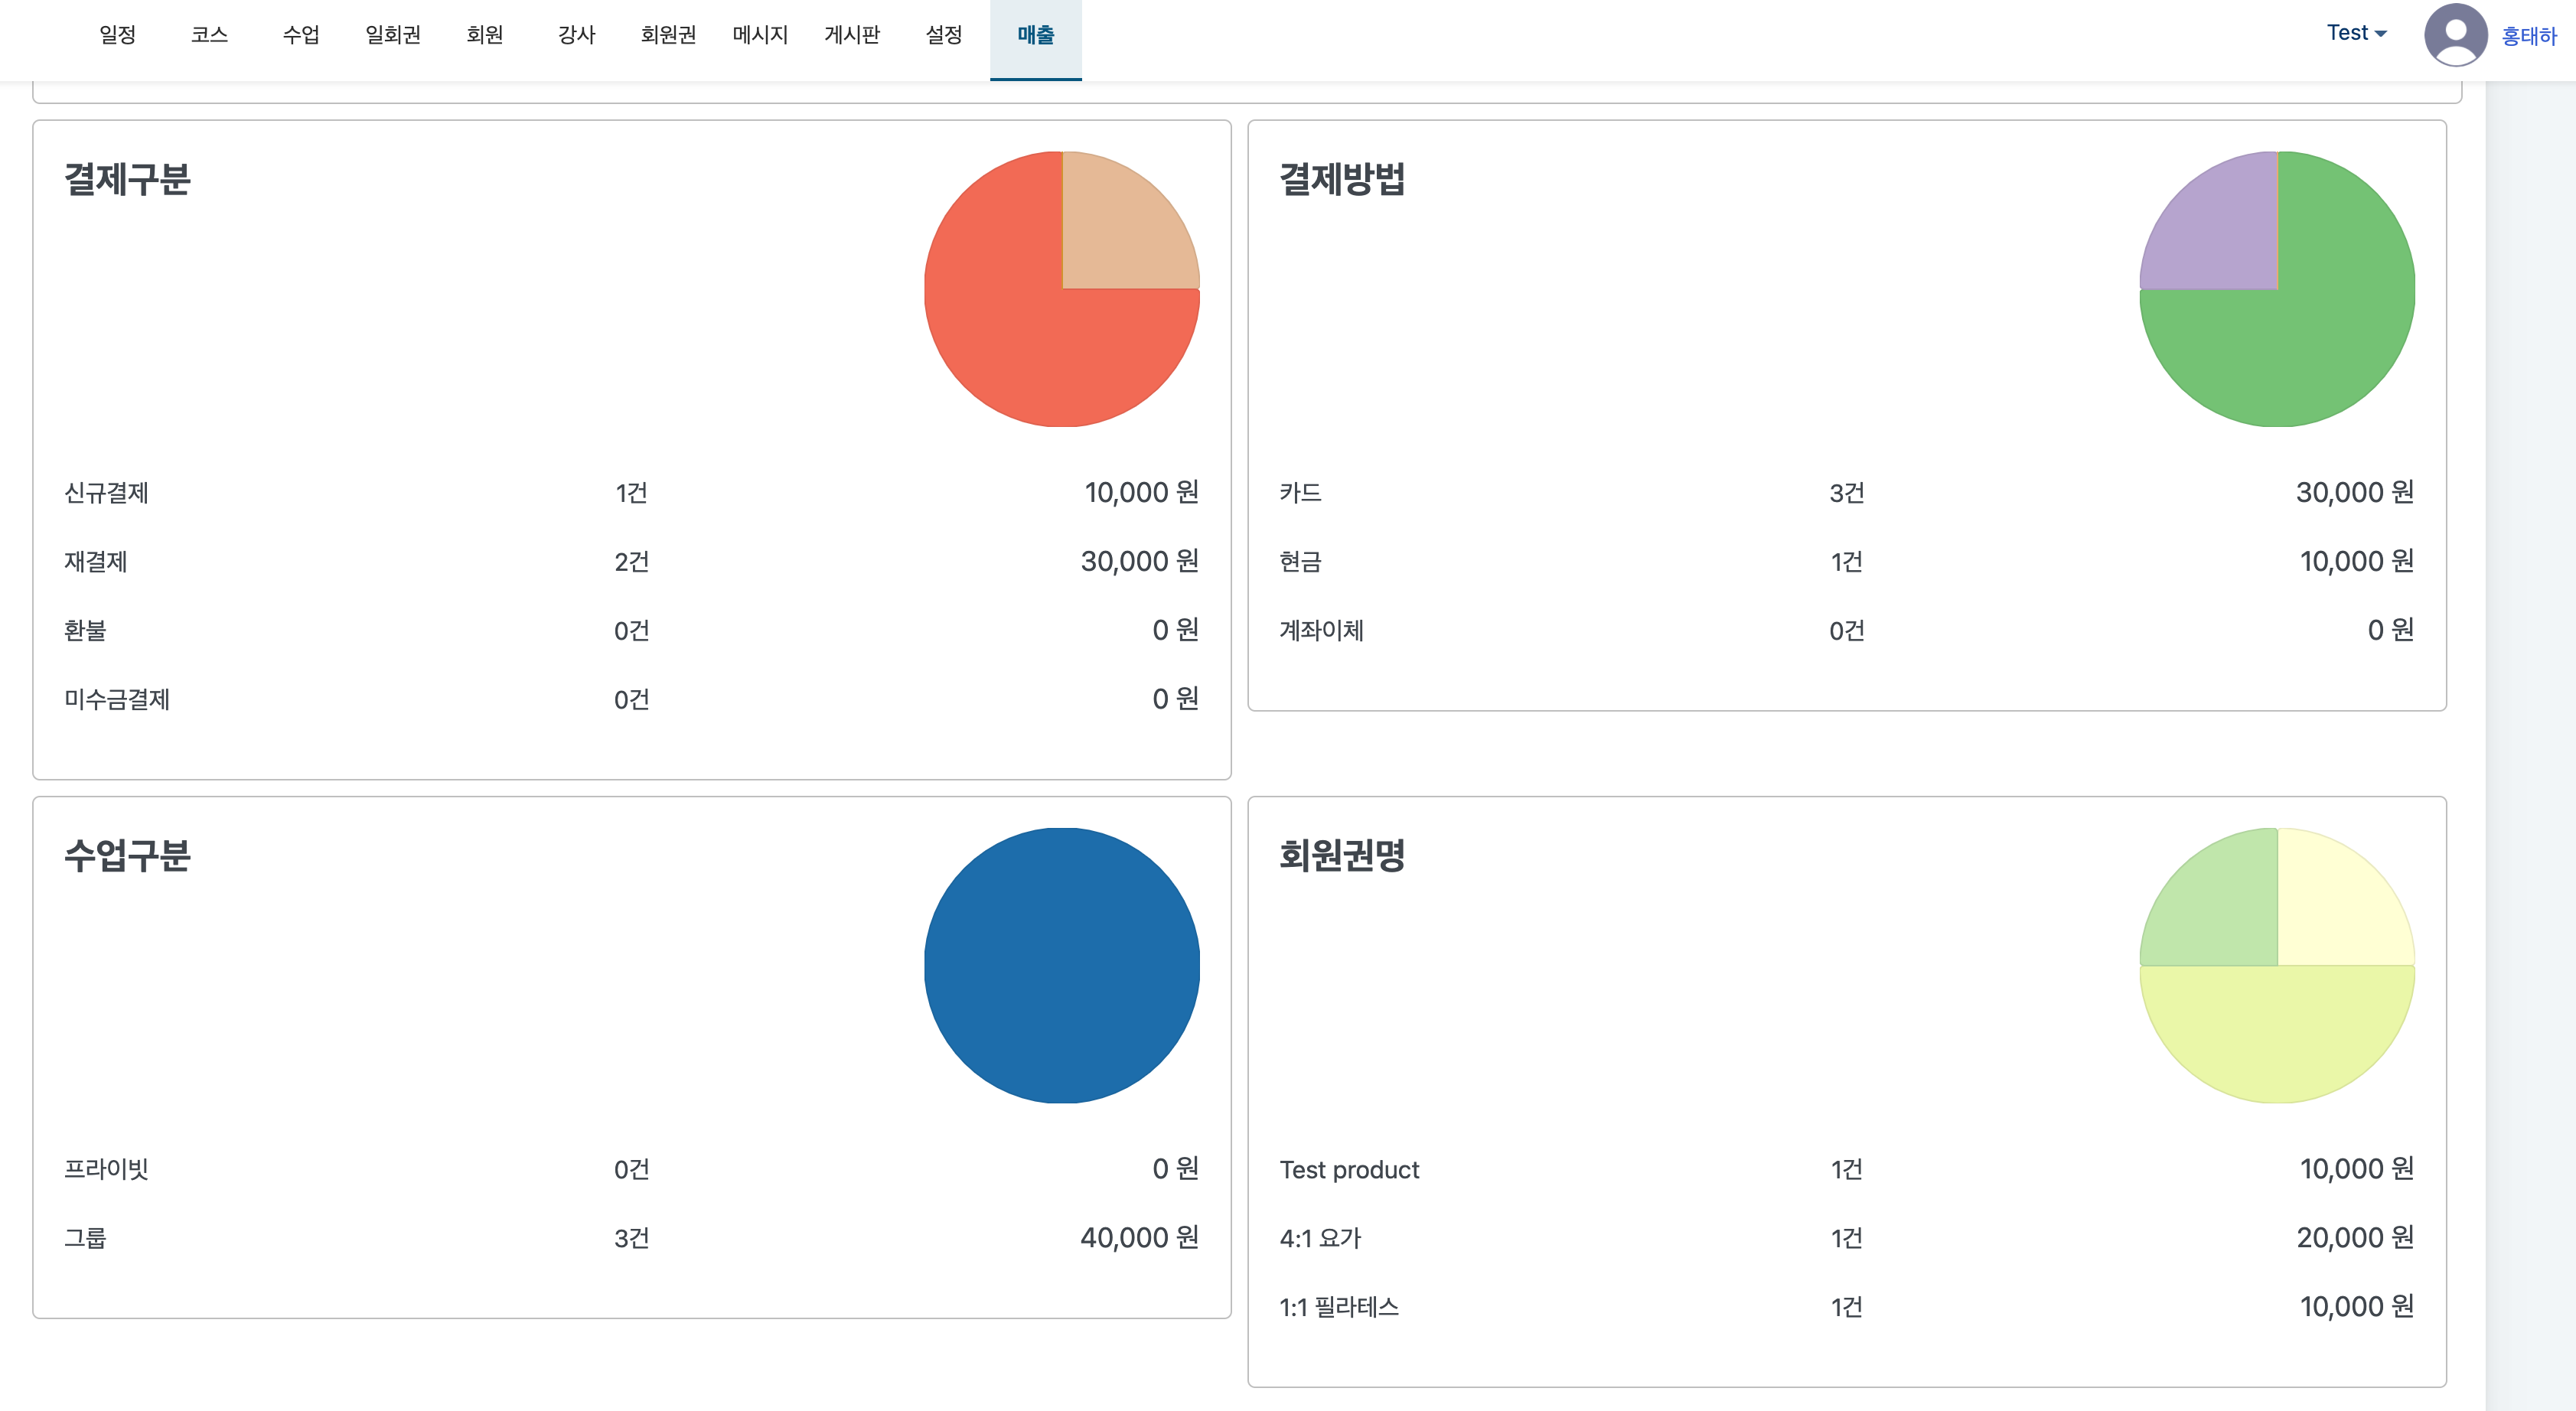 일정 코스 수업 일회권 회원 강사 회원권 메시지 게시판 설정 매출 Test 홍태하
결제구분
신규결제 1건 10,000 원
재결제 2건 30,000 원
환불 0건 0 원
미수금결제 0건 0 원
결제방법
카드 3건 30,000 원
현금 1건 10,000 원
계좌이체 0건 0 원
수업구분
프라이빗 0건 0 원
그룹 3건 40,000 원
회원권명
Test product 1건 10,000 원
4:1 요가 1건 20,000 원
1:1 필라테스 1건 10,000 원